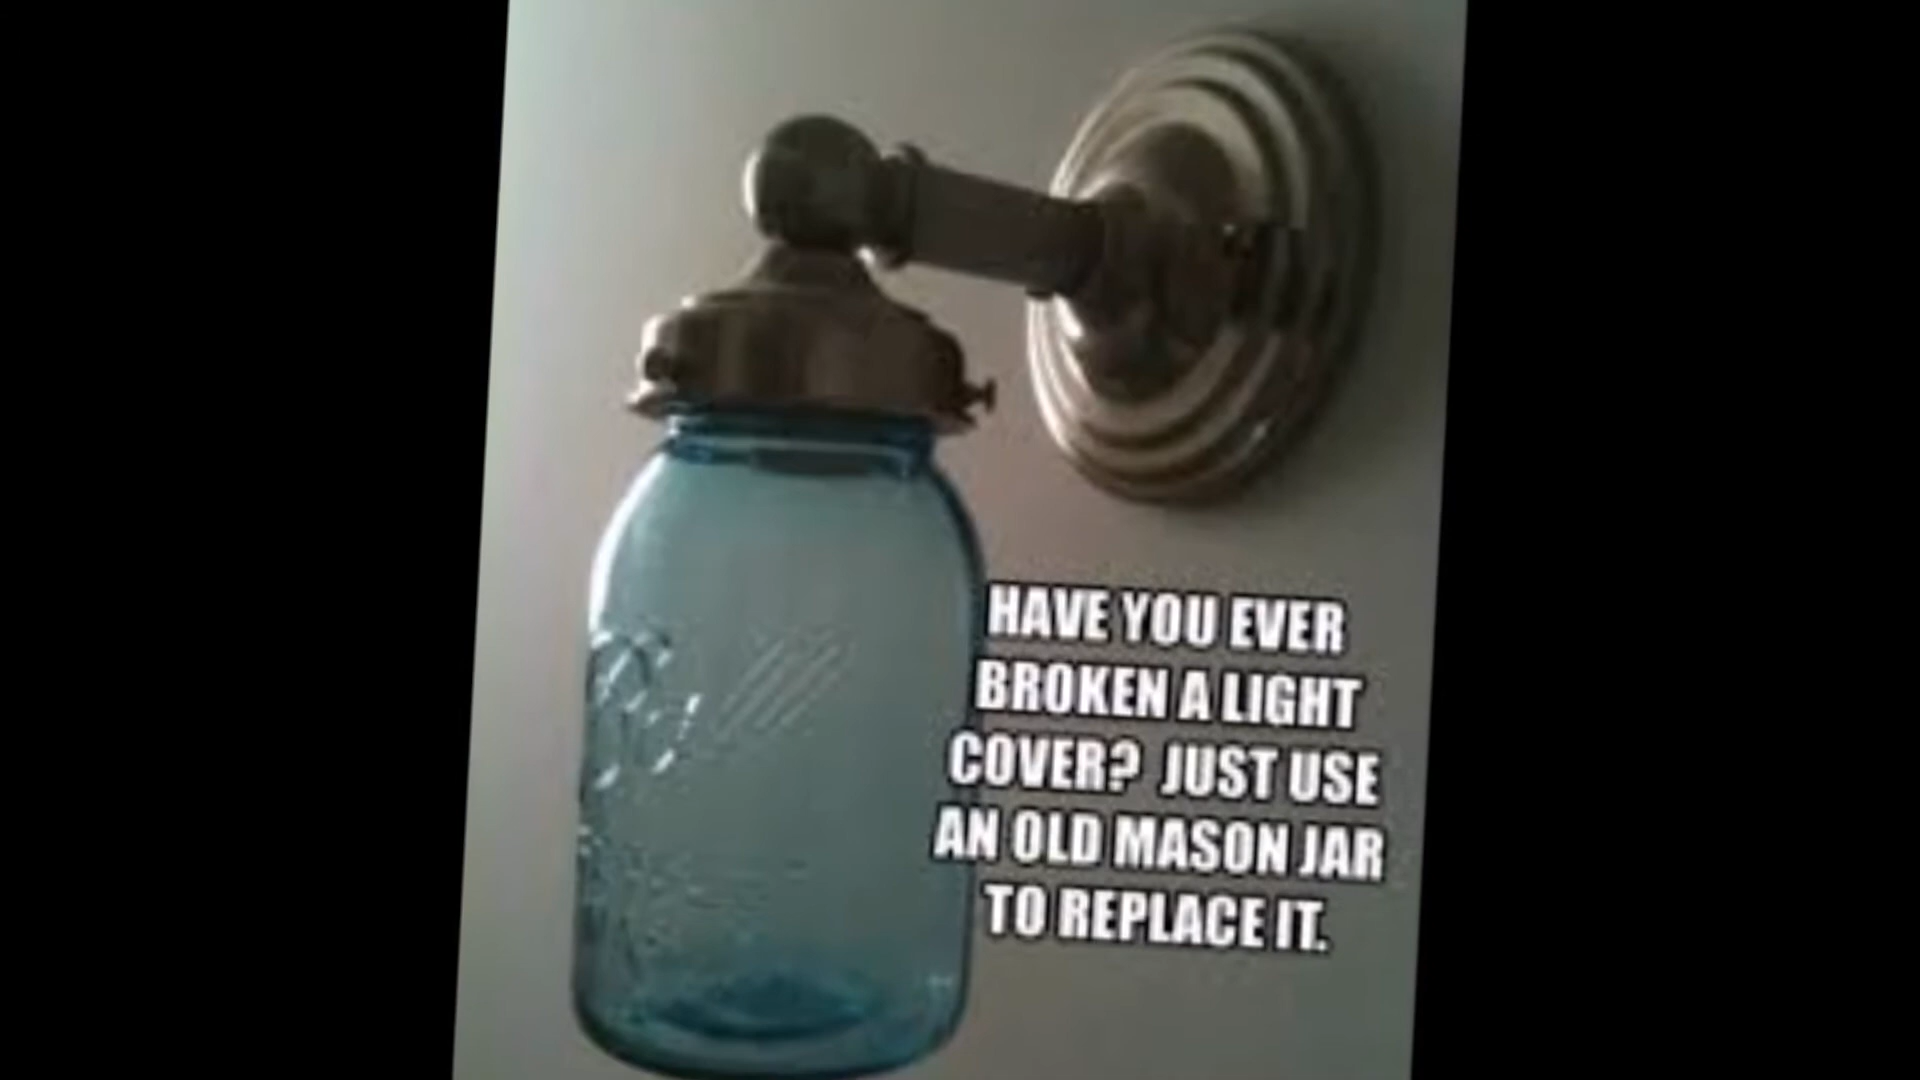 HAVE YOU EVER
BROKEN A LIGHT
COVER? JUST USE
AN OLD MASON JAR
TO REPLACE IT.